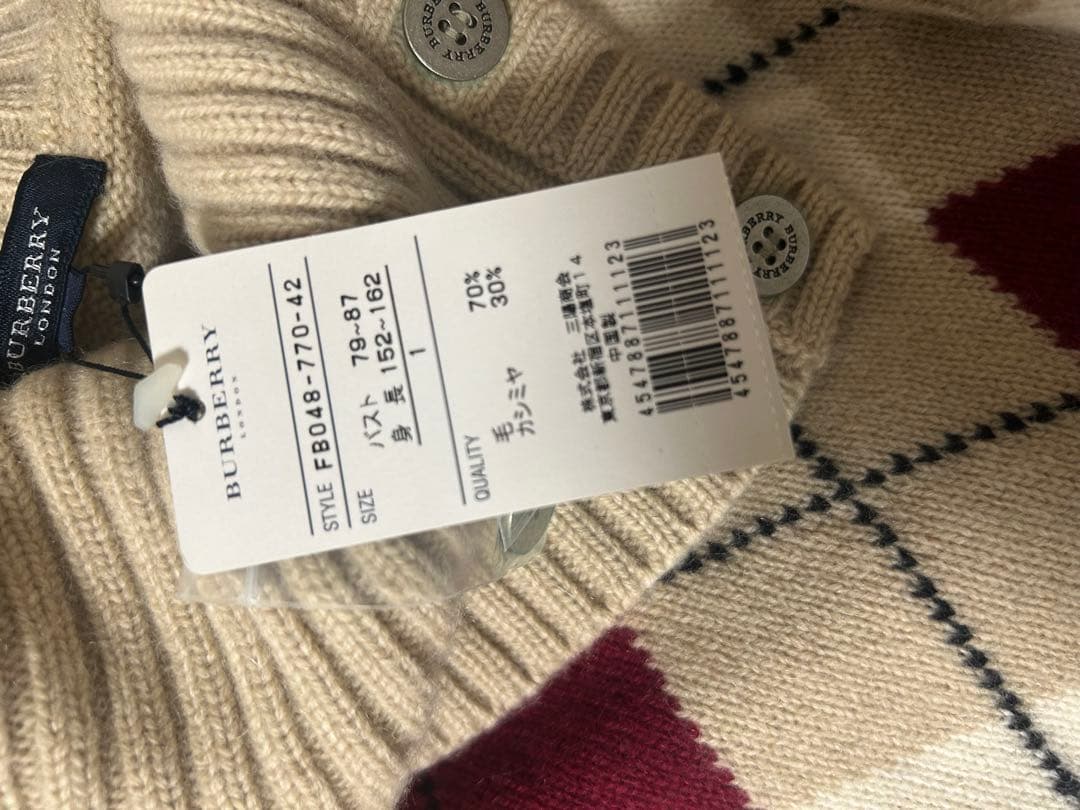 BURBERRY
LONDON
STYLE FB048-770-42
SIZE バスト 79~87
身 長 152~162
1
QUALITY
毛 70%
カシミヤ 30%
株式会社 三陽商会
東京都新宿区本塩町14
中国製
4547887111123
4547887111123
BURBERRY
LONDON
BURBERRY BURBERRY
BURBERRY BURBERRY